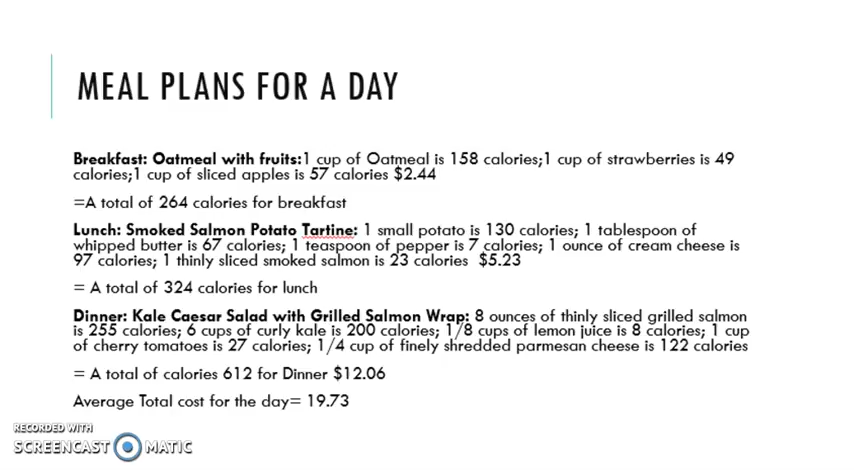 MEAL PLANS FOR A DAY
Breakfast: Oatmeal with fruits:1 cup of Oatmeal is 158 calories;1 cup of strawberries is 49
calories;1 cup of sliced apples is 57 calories $2.44
=A total of 264 calories for breakfast
Lunch: Smoked Salmon Potato Tartine: 1 small potato is 130 calories; 1 tablespoon of
whipped butter is 67 calories; 1 teaspoon of pepper is 7 calories; 1 ounce of cream cheese is
97 calories; 1 thinly sliced smoked salmon is 23 calories $5.23
= A total of 324 calories for lunch
Dinner: Kale Caesar Salad with Grilled Salmon Wrap: 8 ounces of thinly sliced grilled salmon
is 255 calories; 6 cups of curly kale is 200 calories; 1/8 cups of lemon juice is 8 calories; 1 cup
of cherry tomatoes is 27 calories; 1/4 cup of finely shredded parmesan cheese is 122 calories
= A total of calories 612 for Dinner $12.06
Average Total cost for the day= 19.73
RECORDED WITH
SCREENCAST MATIC